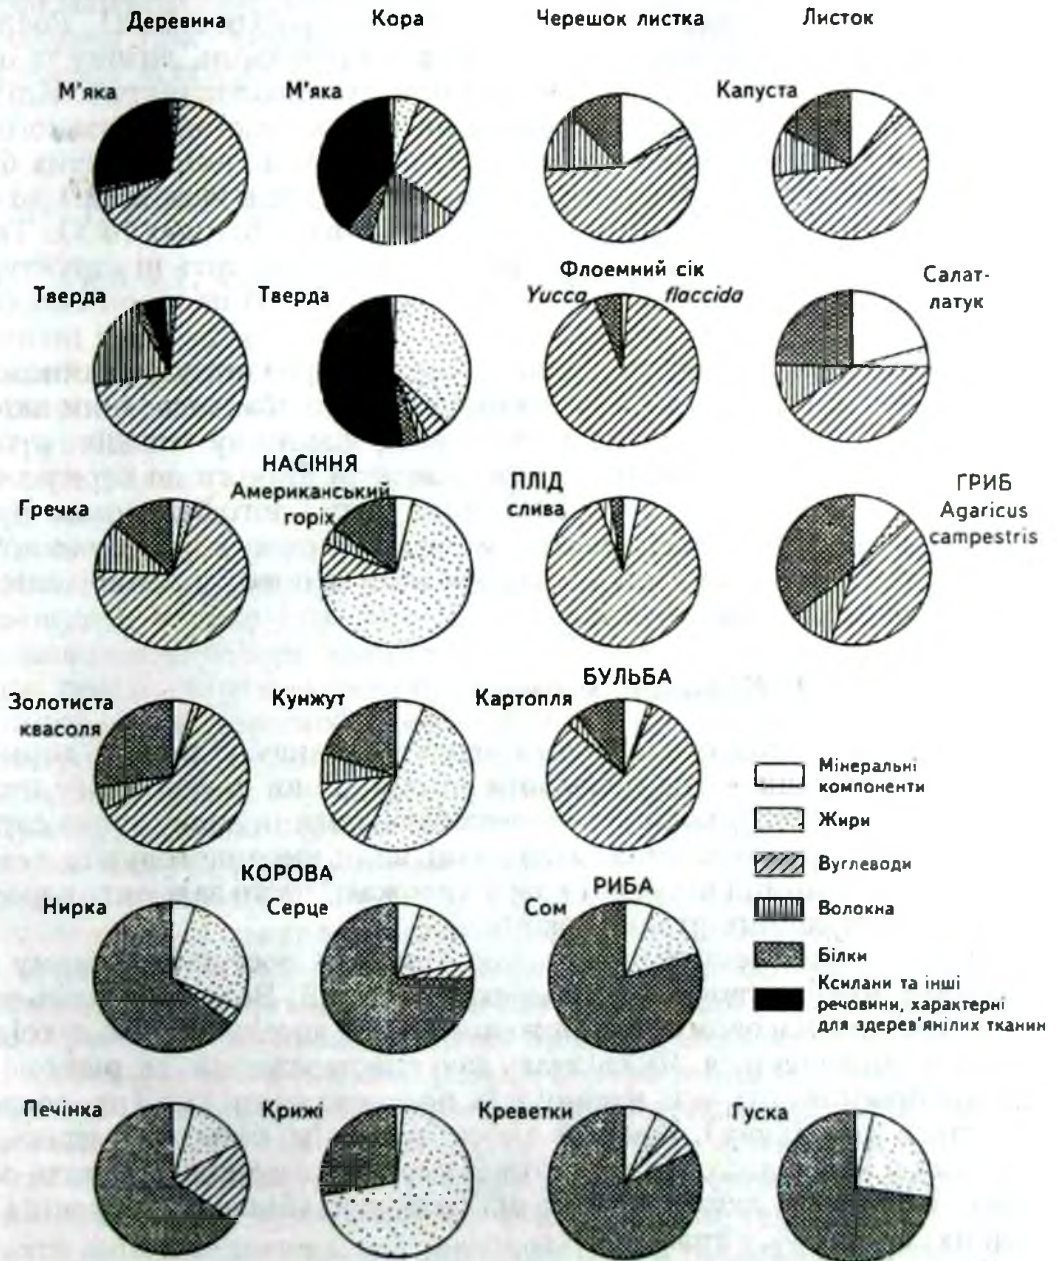 Деревина Кора Черешок листка Листок
М'яка М'яка Капуста
Флоемний сік
Тверда Тверда Yucca flaccida Салат-
латук
НАСІННЯ
Гречка Американський
горіх
ПЛІД
слива
ГРИБ
Agaricus
campestris
БУЛЬБА
Золотиста
квасоля
Кунжут Картопля
Мінеральні
компоненти
Жири
Вуглеводи
Волокна
Білки
Ксилани та інші
речовини, характерні
для здерев'янілих тканин
КОРОВА РИБА
Нирка Серце Сом
Печінка Крижі Креветки Гуска